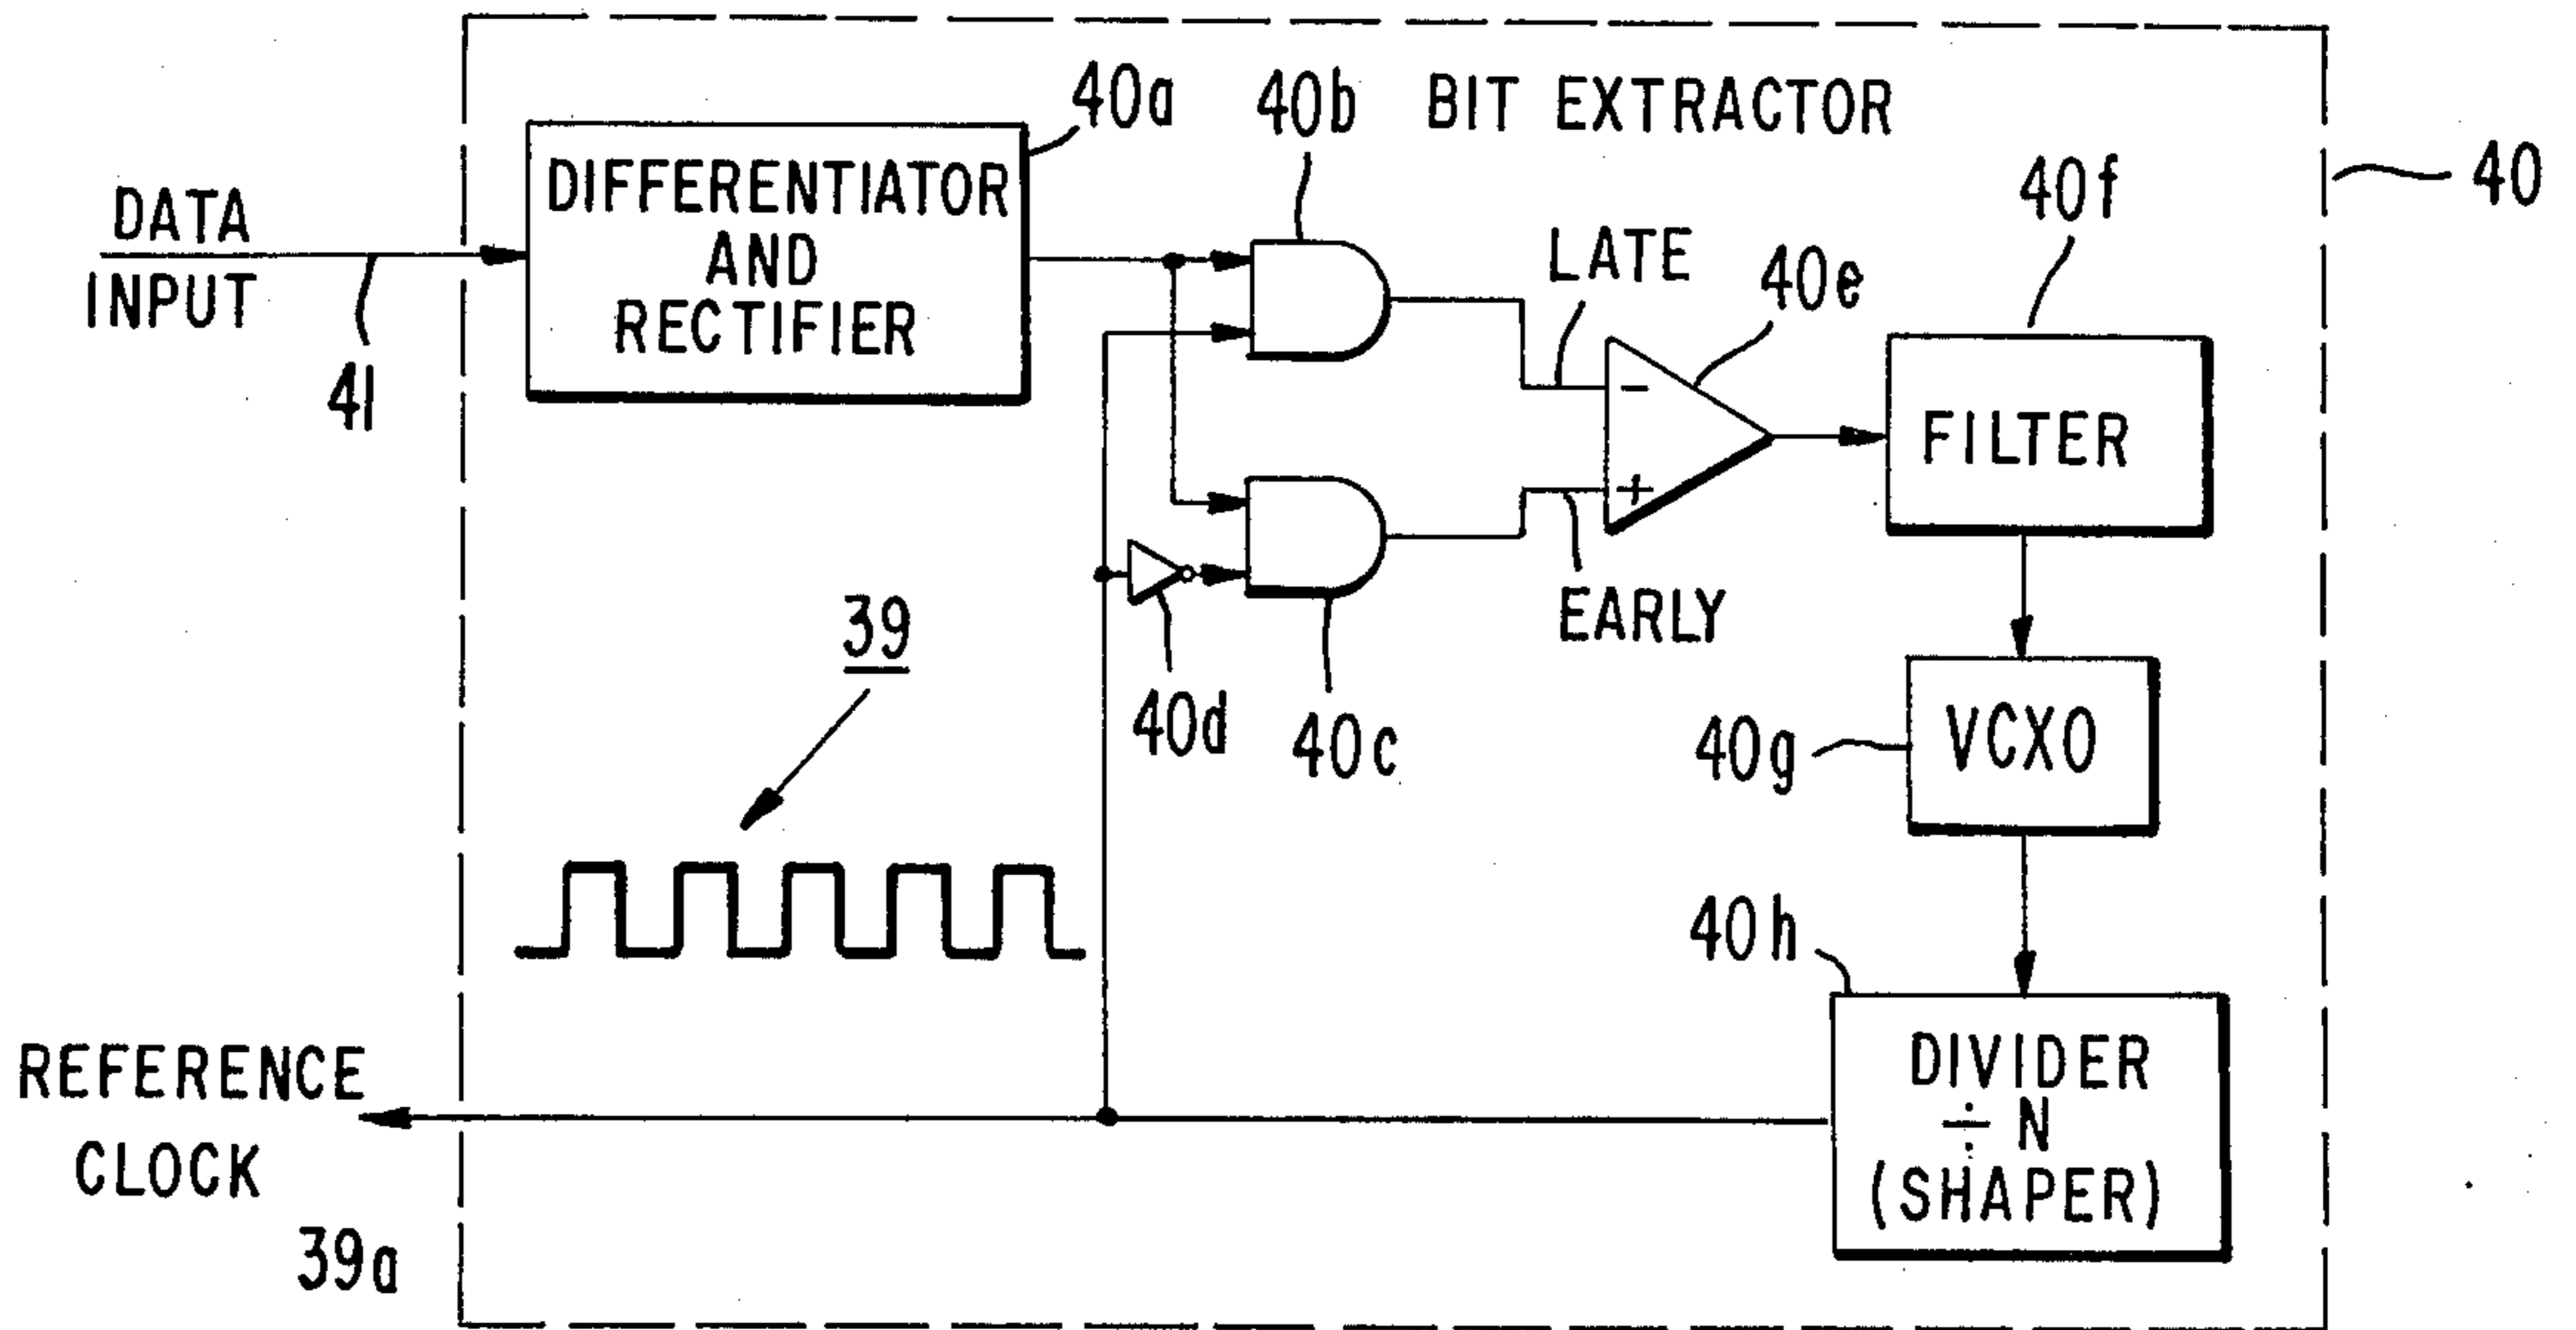 40a
40b
BIT EXTRACTOR
40
DATA
INPUT
41
DIFFERENTIATOR
AND
RECTIFIER
LATE
40e
40f
−
+
FILTER
EARLY
40d
40c
39
40g
VCXO
40h
DIVIDER
÷ N
(SHAPER)
REFERENCE
CLOCK
39a